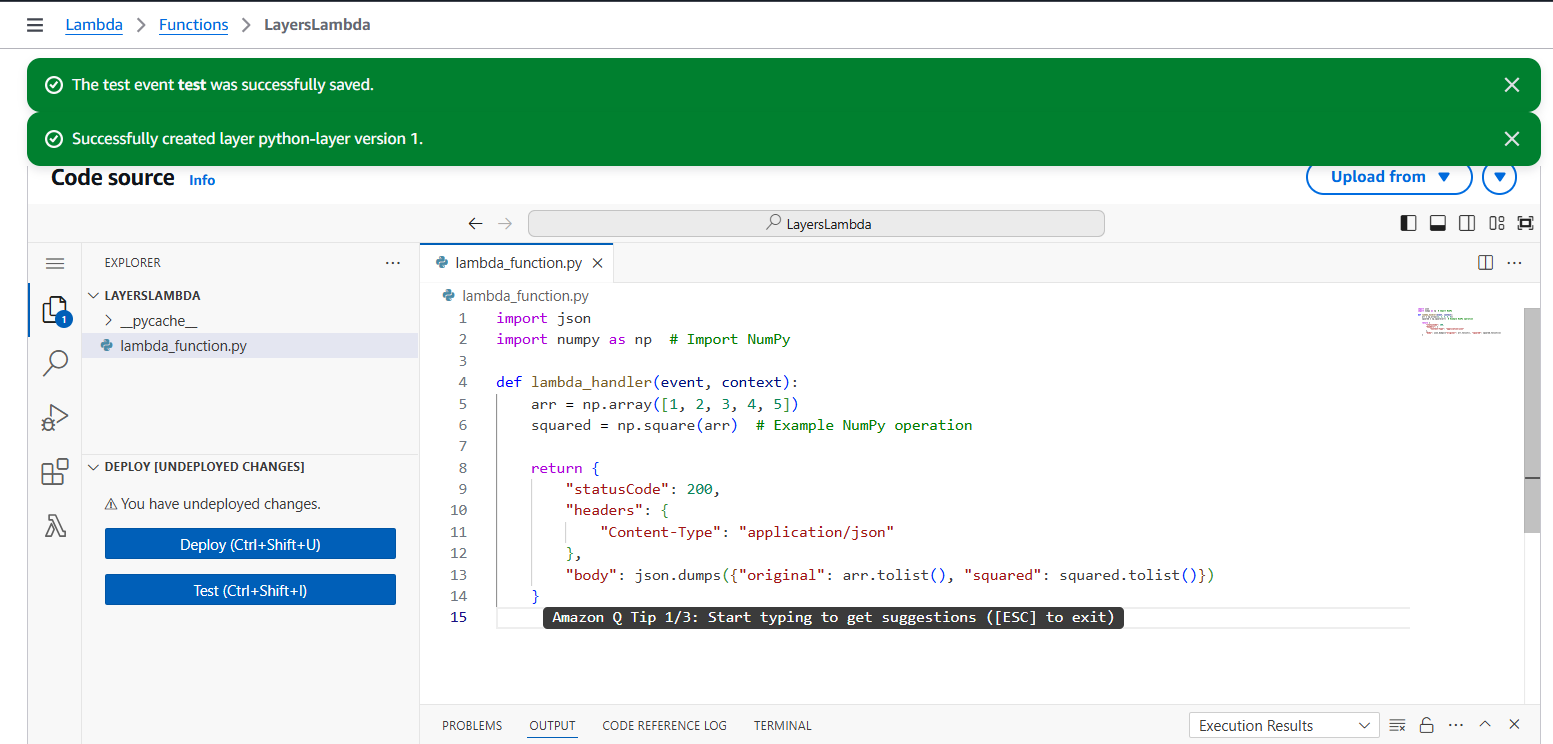 Lambda > Functions > LayersLambda
The test event test was successfully saved.
Successfully created layer python-layer version 1.
Code source Info
Upload from
LayersLambda
EXPLORER
LAYERSLAMBDA
__pycache__
lambda_function.py
1
DEPLOY [UNDEPLOYED CHANGES]
You have undeployed changes.
Deploy (Ctrl+Shift+U)
Test (Ctrl+Shift+I)
lambda_function.py
lambda_function.py
1 import json
2 import numpy as np # Import NumPy
3
4 def lambda_handler(event, context):
5 arr = np.array([1, 2, 3, 4, 5])
6 squared = np.square(arr) # Example NumPy operation
7
8 return {
9 "statusCode": 200,
10 "headers": {
11 "Content-Type": "application/json"
12 },
13 "body": json.dumps({"original": arr.tolist(), "squared": squared.tolist()})
14 }
15 Amazon Q Tip 1/3: Start typing to get suggestions ([ESC] to exit)
PROBLEMS OUTPUT CODE REFERENCE LOG TERMINAL
Execution Results